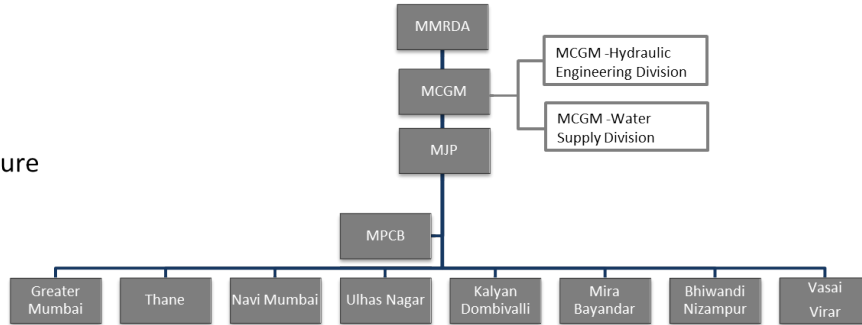 MMRDA
MCGM
MCGM -Hydraulic
Engineering Division
MCGM -Water
Supply Division
MJP
ure
MPCB
Greater
Mumbai
Thane
Navi Mumbai
Ulhas Nagar
Kalyan
Dombivalli
Mira
Bayandar
Bhiwandi
Nizampur
Vasai
Virar